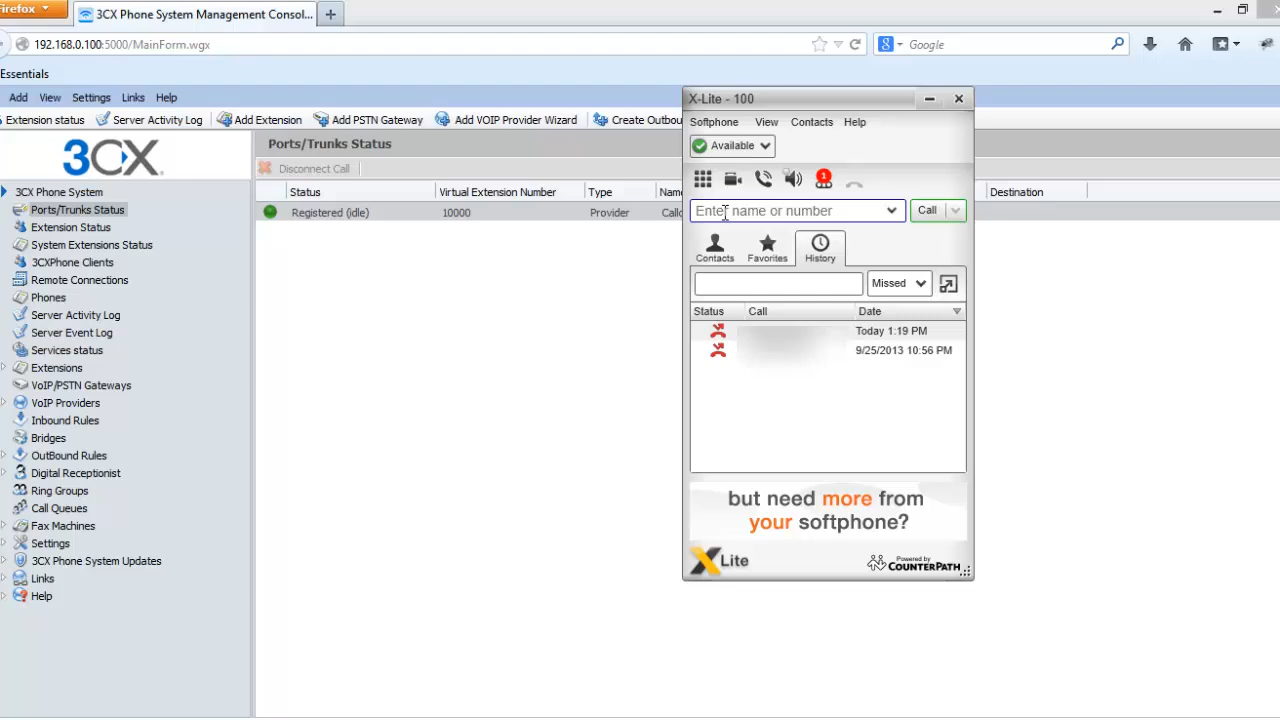 Firefox
3CX Phone System Management Consol...
192.168.0.100:5000/MainForm.wgx
Google
Essentials
Add View Settings Links Help
Extension status Server Activity Log Add Extension Add PSTN Gateway Add VOIP Provider Wizard Create Outbou
3CX
3CX Phone System
Ports/Trunks Status
Extension Status
System Extensions Status
3CXPhone Clients
Remote Connections
Phones
Server Activity Log
Server Event Log
Services status
Extensions
VoIP/PSTN Gateways
VoIP Providers
Inbound Rules
Bridges
OutBound Rules
Digital Receptionist
Ring Groups
Call Queues
Fax Machines
Settings
3CX Phone System Updates
Links
Help
Ports/Trunks Status
Disconnect Call
Status Virtual Extension Number Type Name Destination
Registered (idle) 10000 Provider
X-Lite - 100
Softphone View Contacts Help
Available
1
Enter name or number Call
Contacts Favorites History
Missed
Status Call Date
Today 1:19 PM
9/25/2013 10:56 PM
but need more from
your softphone?
X Lite
Powered by
COUNTERPATH